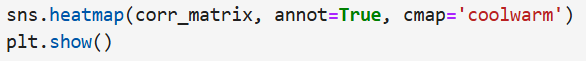 sns.heatmap(corr_matrix, annot=True, cmap='coolwarm')
plt.show()